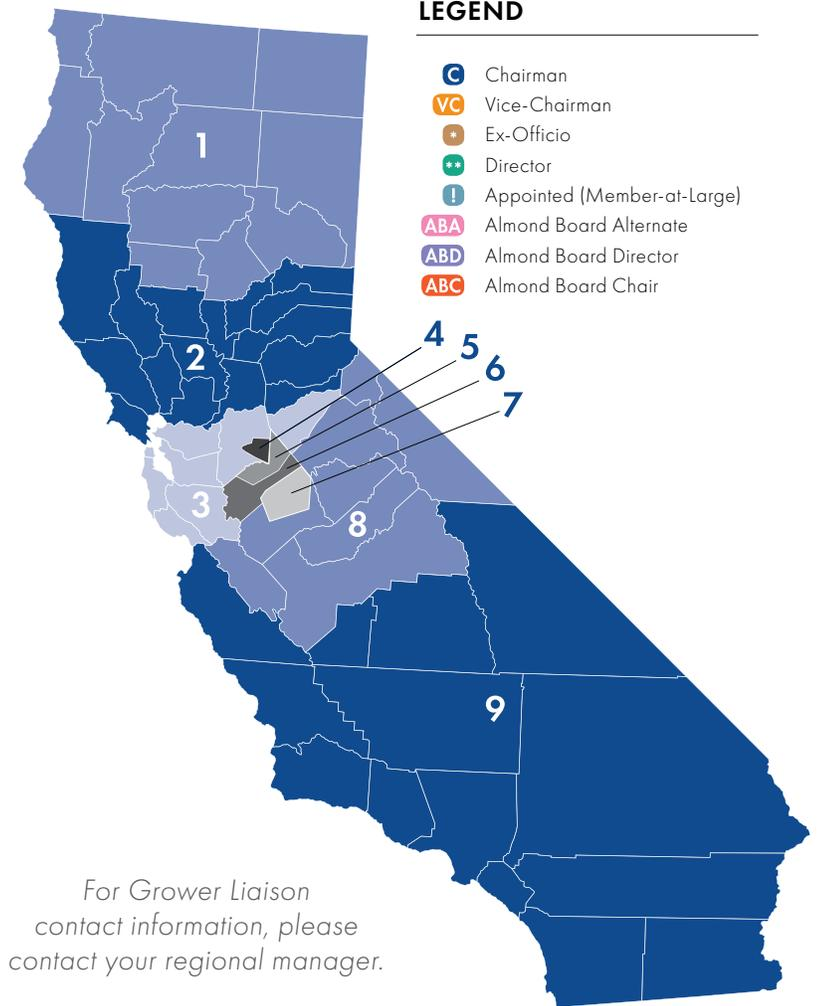 LEGEND
C Chairman
VC Vice-Chairman
* Ex-Officio
** Director
! Appointed (Member-at-Large)
ABA Almond Board Alternate
ABD Almond Board Director
ABC Almond Board Chair
1
2
3
4
5
6
7
8
9
For Grower Liaison
contact information, please
contact your regional manager.